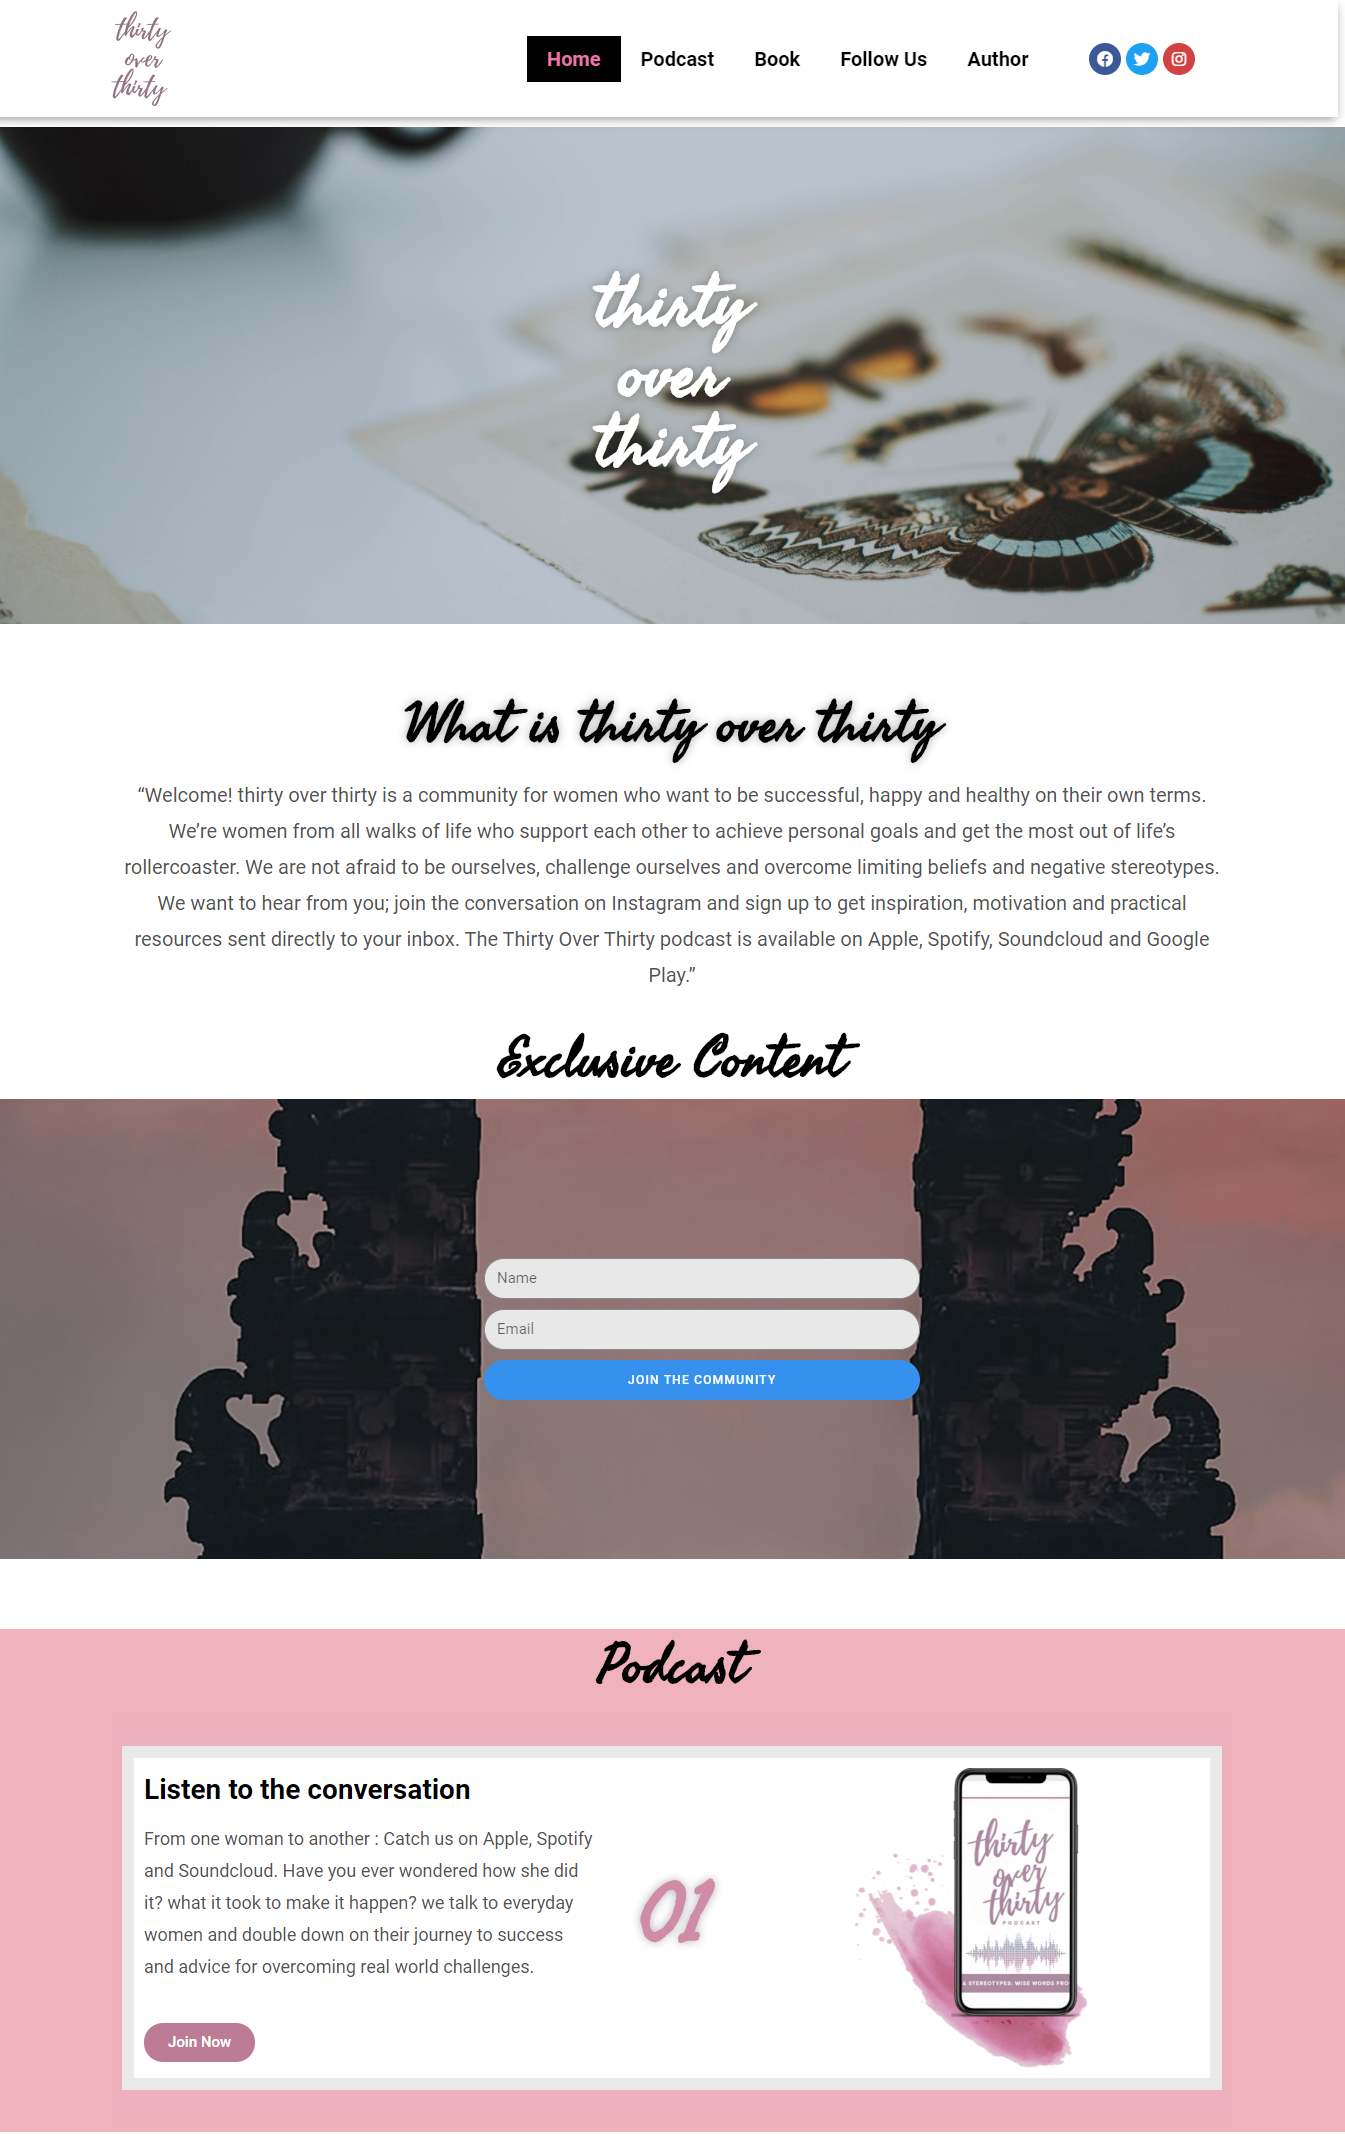 thirty
over
thirty
Home Podcast Book Follow Us Author
thirty
over
thirty
What is thirty over thirty
“Welcome! thirty over thirty is a community for women who want to be successful, happy and healthy on their own terms.
We’re women from all walks of life who support each other to achieve personal goals and get the most out of life’s
rollercoaster. We are not afraid to be ourselves, challenge ourselves and overcome limiting beliefs and negative stereotypes.
We want to hear from you; join the conversation on Instagram and sign up to get inspiration, motivation and practical
resources sent directly to your inbox. The Thirty Over Thirty podcast is available on Apple, Spotify, Soundcloud and Google
Play.”
Exclusive Content
Name
Email
JOIN THE COMMUNITY
Podcast
Listen to the conversation
From one woman to another : Catch us on Apple, Spotify
and Soundcloud. Have you ever wondered how she did
it? what it took to make it happen? we talk to everyday
women and double down on their journey to success
and advice for overcoming real world challenges.
Join Now
01
thirty
over
thirty
PODCAST
& STEREOTYPES: WISE WORDS FRO